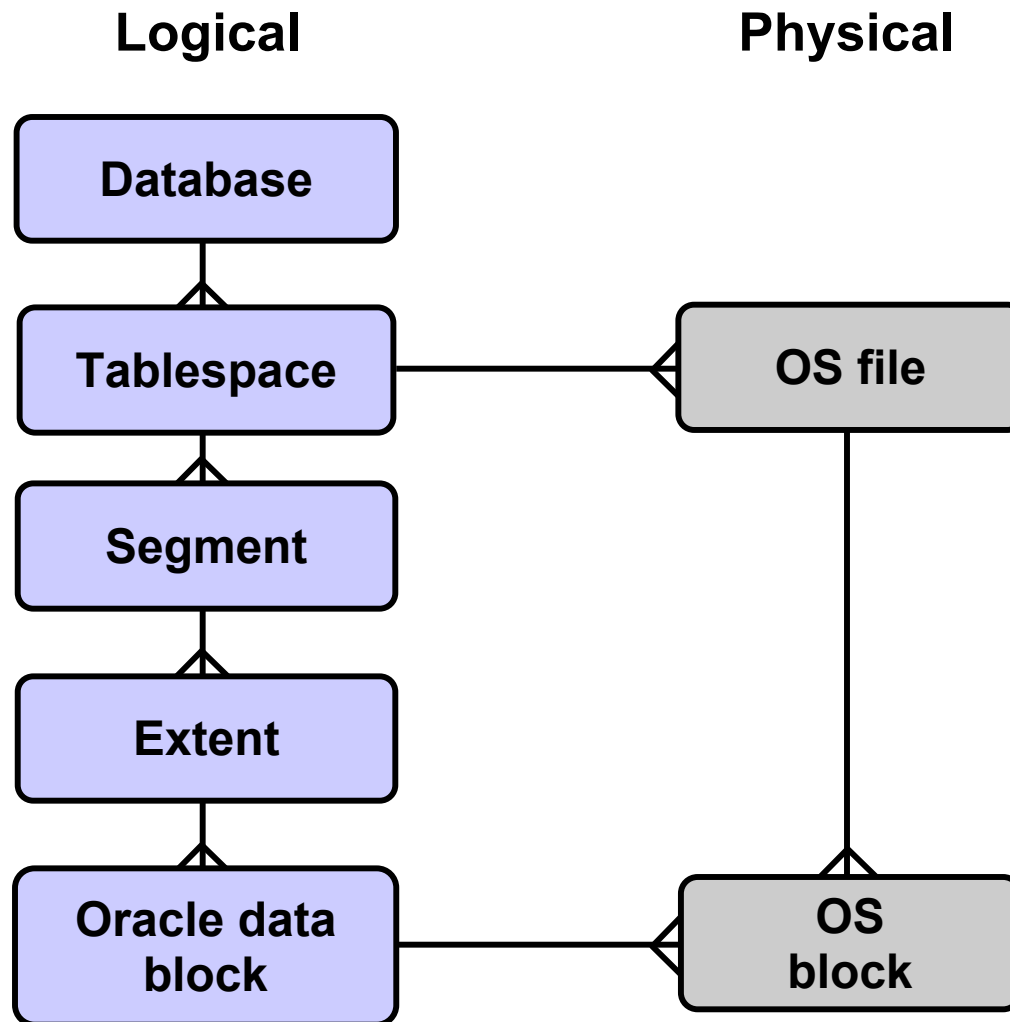 Logical
Physical
Database
Tablespace
OS file
Segment
Extent
Oracle data
block
OS
block